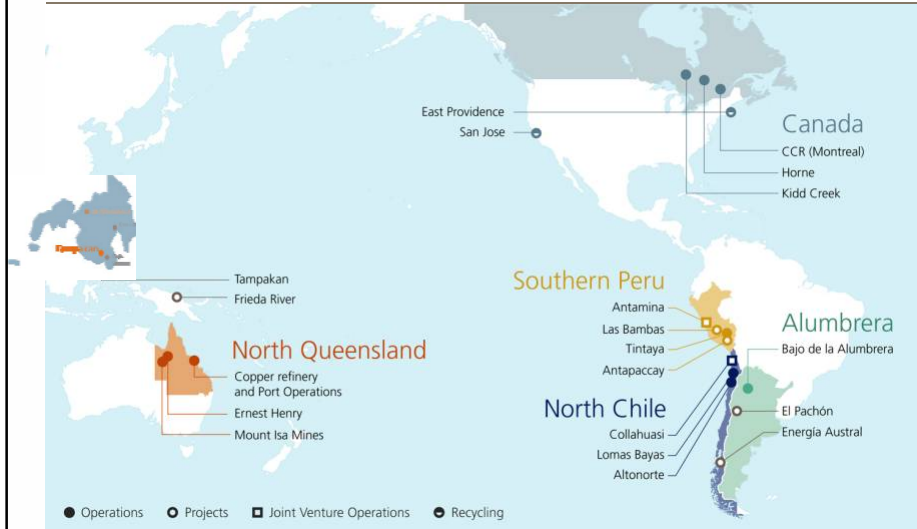 East Providence
San Jose
Canada
CCR (Montreal)
Horne
Kidd Creek
Tampakan
Frieda River
Southern Peru
Antamina
Las Bambas
Tintaya
Antapaccay
Alumbrera
Bajo de la Alumbrera
North Queensland
Copper refinery
and Port Operations
Ernest Henry
Mount Isa Mines
North Chile
Collahuasi
Lomas Bayas
Altonorte
El Pachón
Energía Austral
Operations
Projects
Joint Venture Operations
Recycling